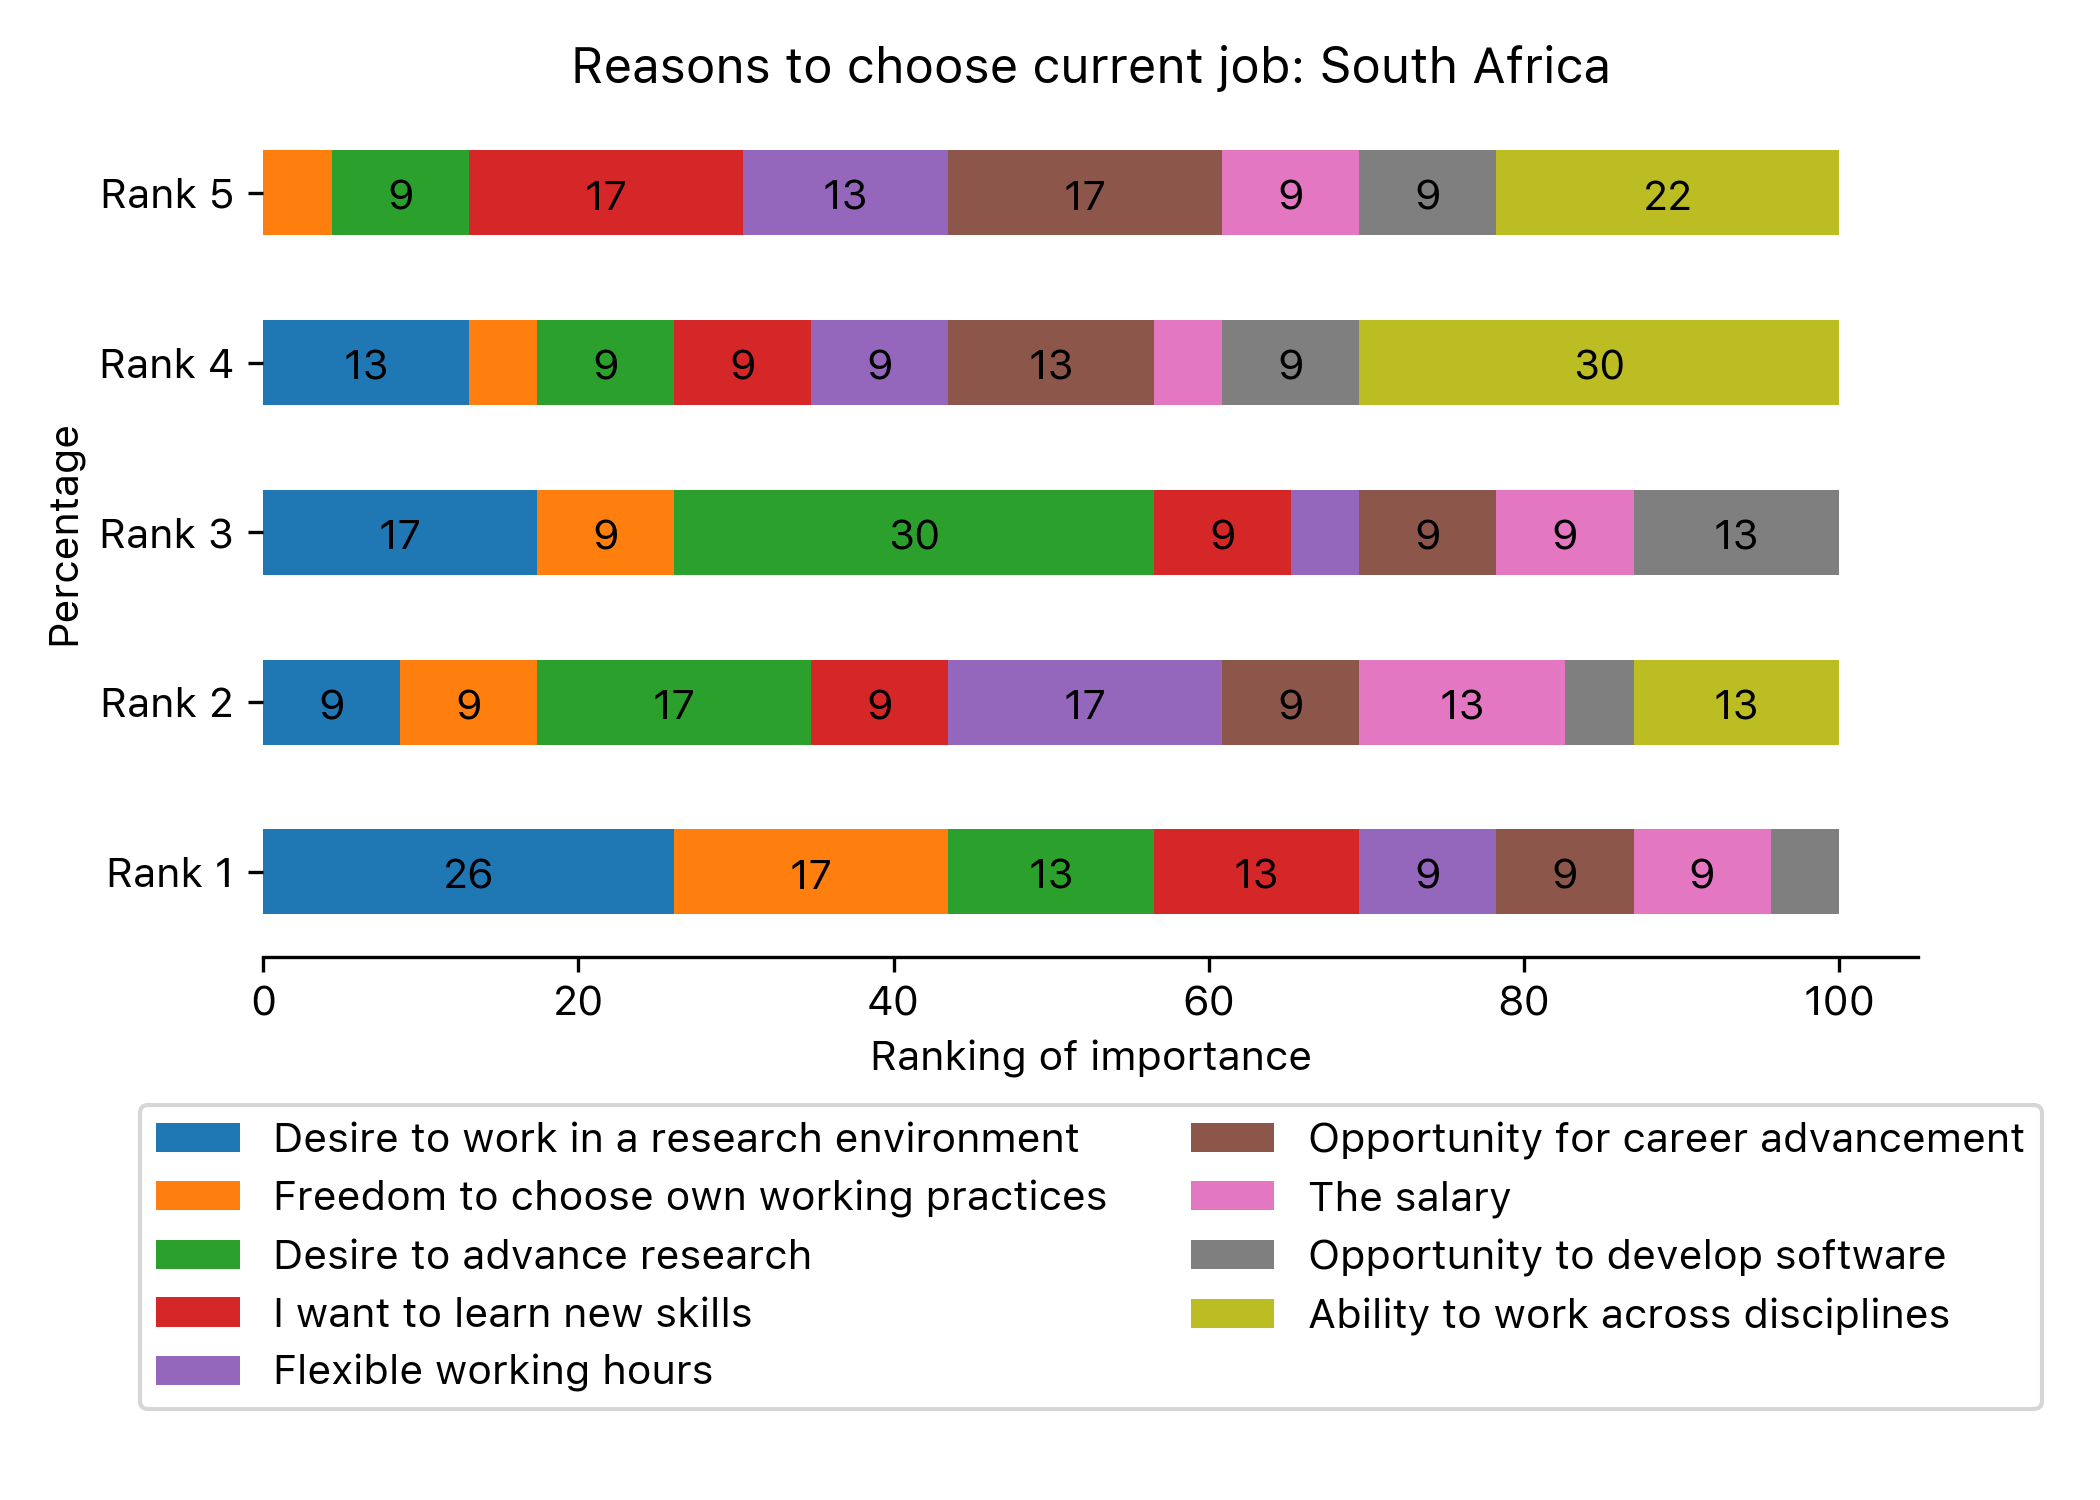 Reasons to choose current job: South Africa
Rank 5 9 17 13 17 9 9 22
Rank 4 13 9 9 9 13 9 30
Rank 3 17 9 30 9 9 9 13
Rank 2 9 9 17 9 17 9 13 13
Rank 1 26 17 13 13 9 9 9
Percentage
0 20 40 60 80 100
Ranking of importance
Desire to work in a research environment
Freedom to choose own working practices
Desire to advance research
I want to learn new skills
Flexible working hours
Opportunity for career advancement
The salary
Opportunity to develop software
Ability to work across disciplines